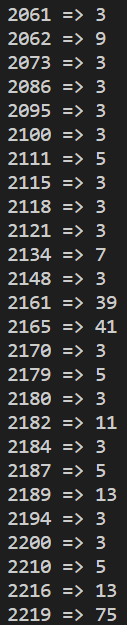 2061 => 3
2062 => 9
2073 => 3
2086 => 3
2095 => 3
2100 => 3
2111 => 5
2115 => 3
2118 => 3
2121 => 3
2134 => 7
2148 => 3
2161 => 39
2165 => 41
2170 => 3
2179 => 5
2180 => 3
2182 => 11
2184 => 3
2187 => 5
2189 => 13
2194 => 3
2200 => 3
2210 => 5
2216 => 13
2219 => 75